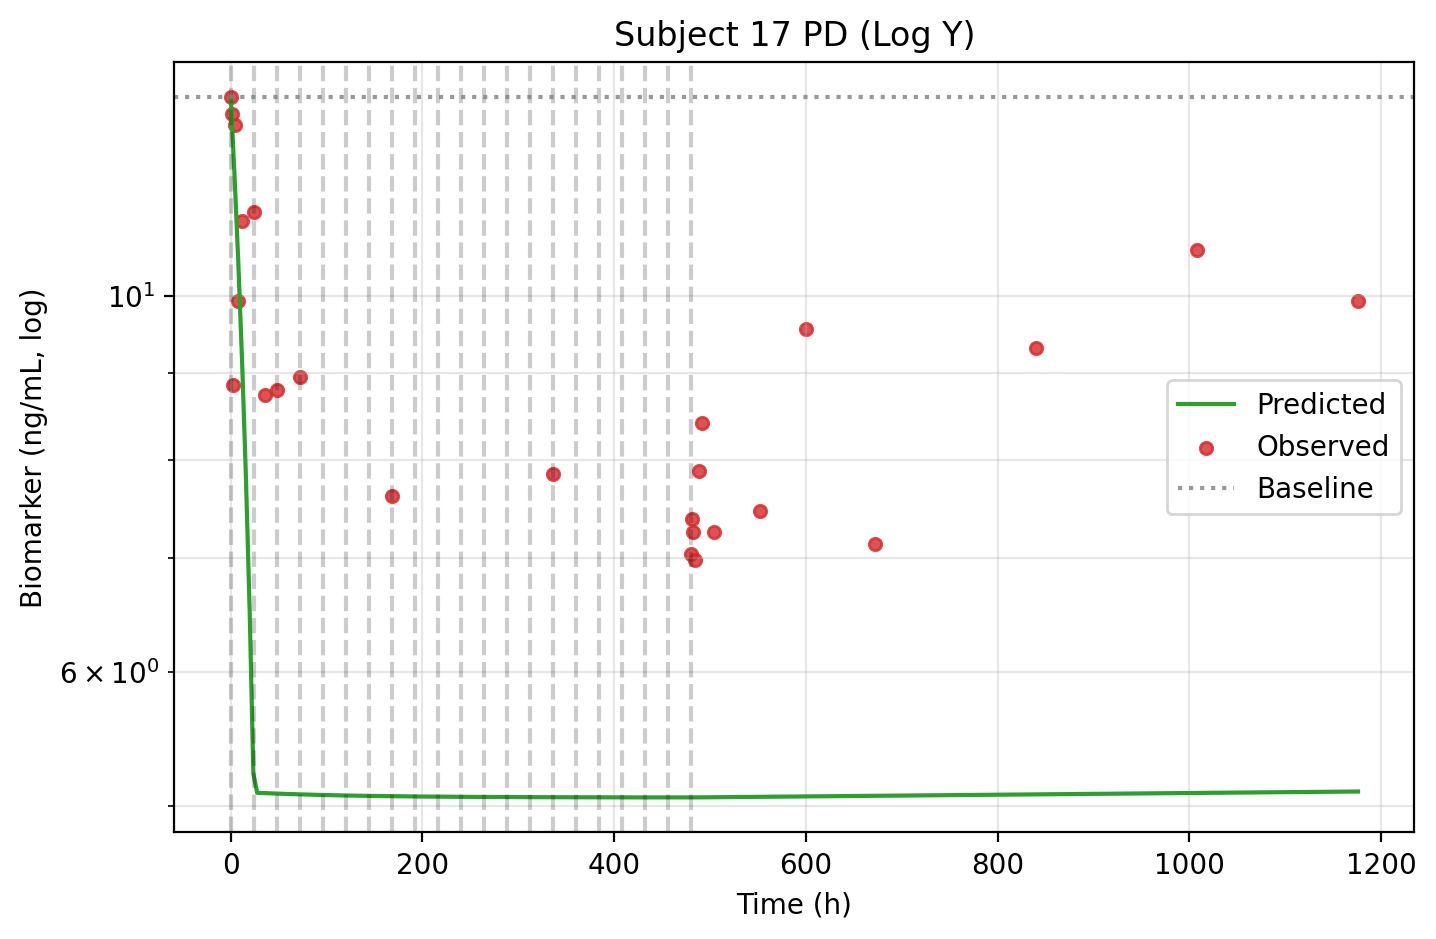 Subject 17 PD (Log Y)
Biomarker (ng/mL, log)
10¹
6 × 10⁰
Predicted
Observed
Baseline
0 200 400 600 800 1000 1200
Time (h)